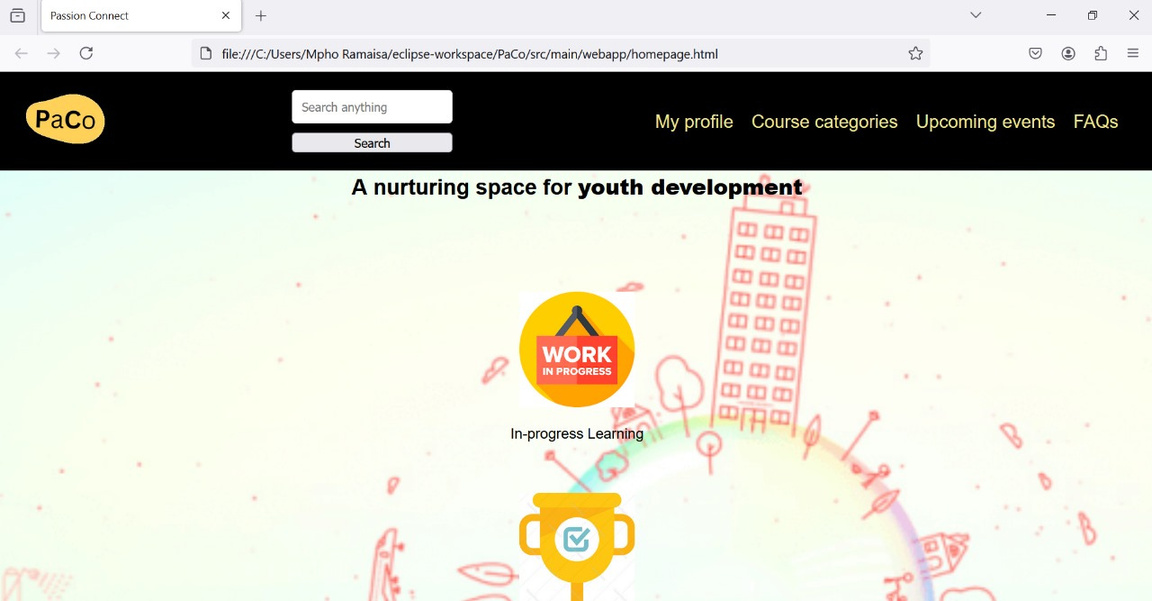 Passion Connect
file:///C:/Users/Mpho Ramaisa/eclipse-workspace/PaCo/src/main/webapp/homepage.html
PaCo
Search anything
Search
My profile Course categories Upcoming events FAQs
A nurturing space for youth development
WORK
IN PROGRESS
In-progress Learning